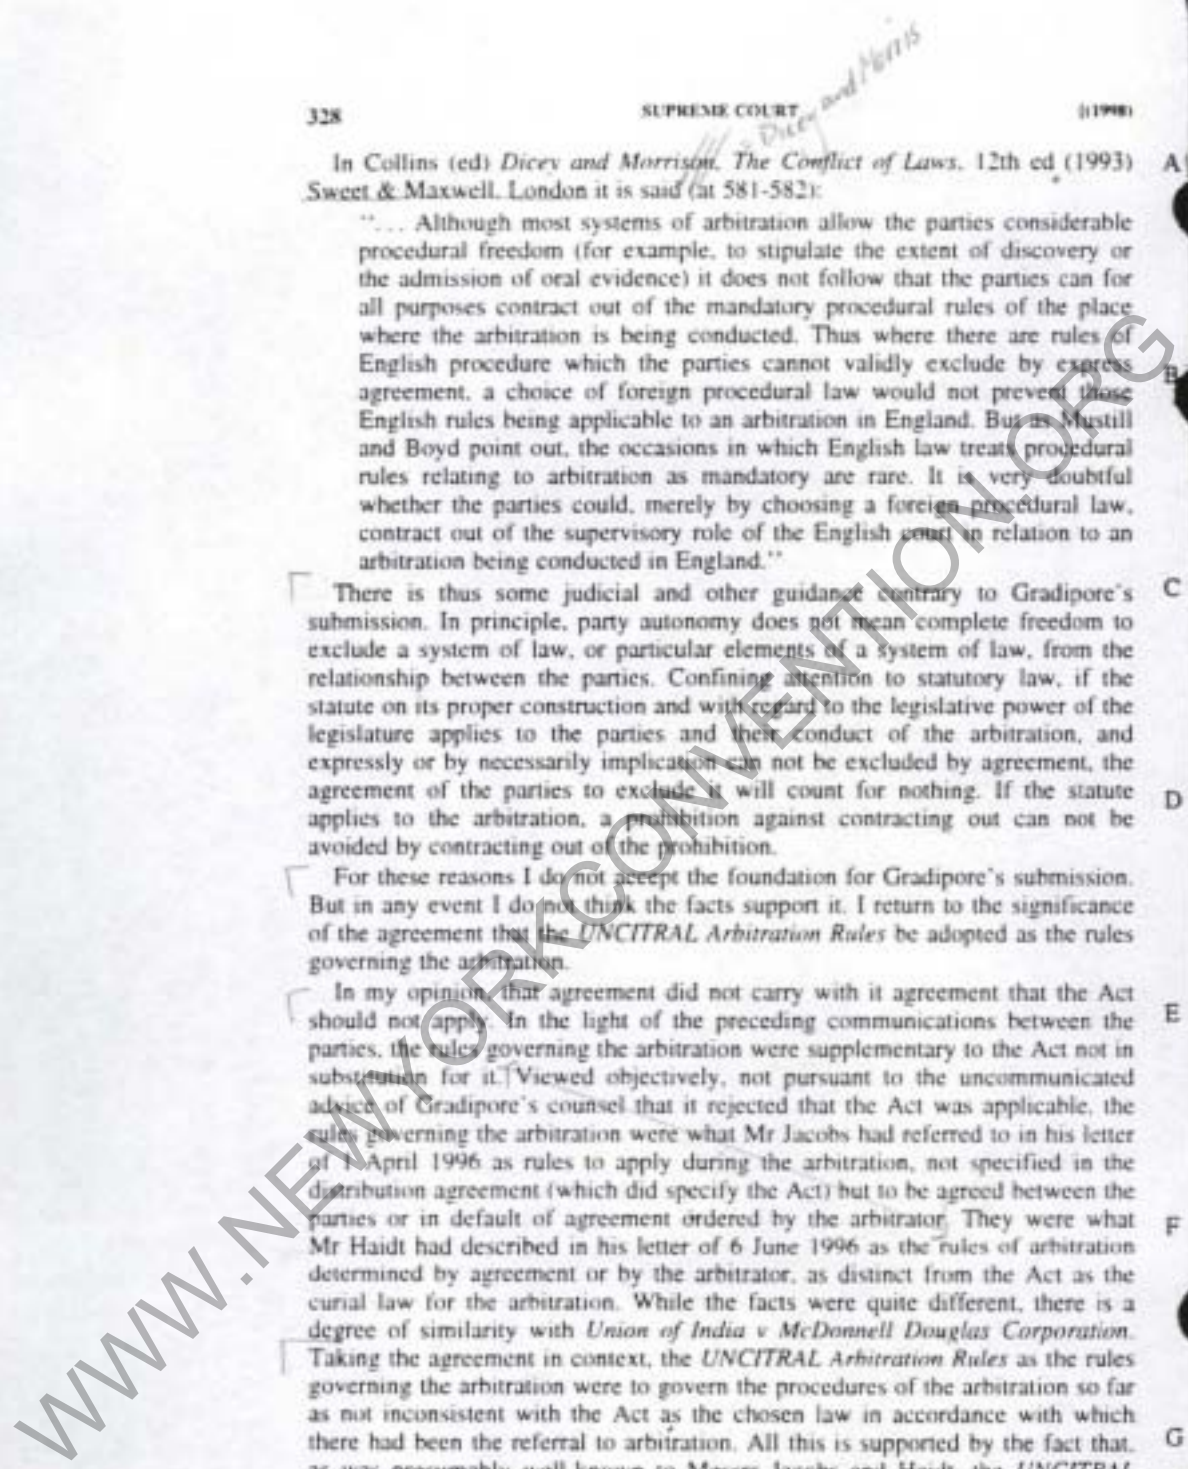 Dicey and Morris
328 SUPREME COURT [(1998)
In Collins (ed) Dicey and Morrison, The Conflict of Laws, 12th ed (1993) A
Sweet & Maxwell, London it is said (at 581-582):
"... Although most systems of arbitration allow the parties considerable
procedural freedom (for example, to stipulate the extent of discovery or
the admission of oral evidence) it does not follow that the parties can for
all purposes contract out of the mandatory procedural rules of the place
where the arbitration is being conducted. Thus where there are rules of
English procedure which the parties cannot validly exclude by express B
agreement, a choice of foreign procedural law would not prevent those
English rules being applicable to an arbitration in England. But as Mustill
and Boyd point out, the occasions in which English law treats procedural
rules relating to arbitration as mandatory are rare. It is very doubtful
whether the parties could, merely by choosing a foreign procedural law,
contract out of the supervisory role of the English court in relation to an
arbitration being conducted in England."
There is thus some judicial and other guidance contrary to Gradipore's C
submission. In principle, party autonomy does not mean complete freedom to
exclude a system of law, or particular elements of a system of law, from the
relationship between the parties. Confining attention to statutory law, if the
statute on its proper construction and with regard to the legislative power of the
legislature applies to the parties and their conduct of the arbitration, and
expressly or by necessarily implication can not be excluded by agreement, the
agreement of the parties to exclude it will count for nothing. If the statute D
applies to the arbitration, a prohibition against contracting out can not be
avoided by contracting out of the prohibition.
For these reasons I do not accept the foundation for Gradipore's submission.
But in any event I do not think the facts support it. I return to the significance
of the agreement that the UNCITRAL Arbitration Rules be adopted as the rules
governing the arbitration.
In my opinion, that agreement did not carry with it agreement that the Act
should not apply. In the light of the preceding communications between the E
parties, the rules governing the arbitration were supplementary to the Act not in
substitution for it. Viewed objectively, not pursuant to the uncommunicated
advice of Gradipore's counsel that it rejected that the Act was applicable, the
rules governing the arbitration were what Mr Jacobs had referred to in his letter
of 1 April 1996 as rules to apply during the arbitration, not specified in the
distribution agreement (which did specify the Act) but to be agreed between the
parties or in default of agreement ordered by the arbitrator. They were what F
Mr Haidt had described in his letter of 6 June 1996 as the rules of arbitration
determined by agreement or by the arbitrator, as distinct from the Act as the
curial law for the arbitration. While the facts were quite different, there is a
degree of similarity with Union of India v McDonnell Douglas Corporation.
Taking the agreement in context, the UNCITRAL Arbitration Rules as the rules
governing the arbitration were to govern the procedures of the arbitration so far
as not inconsistent with the Act as the chosen law in accordance with which
there had been the referral to arbitration. All this is supported by the fact that, G
as was presumably well known to Messrs Jacobs and Haidt, the UNCITRAL
WWW.NEWYORKCONVENTION.ORG